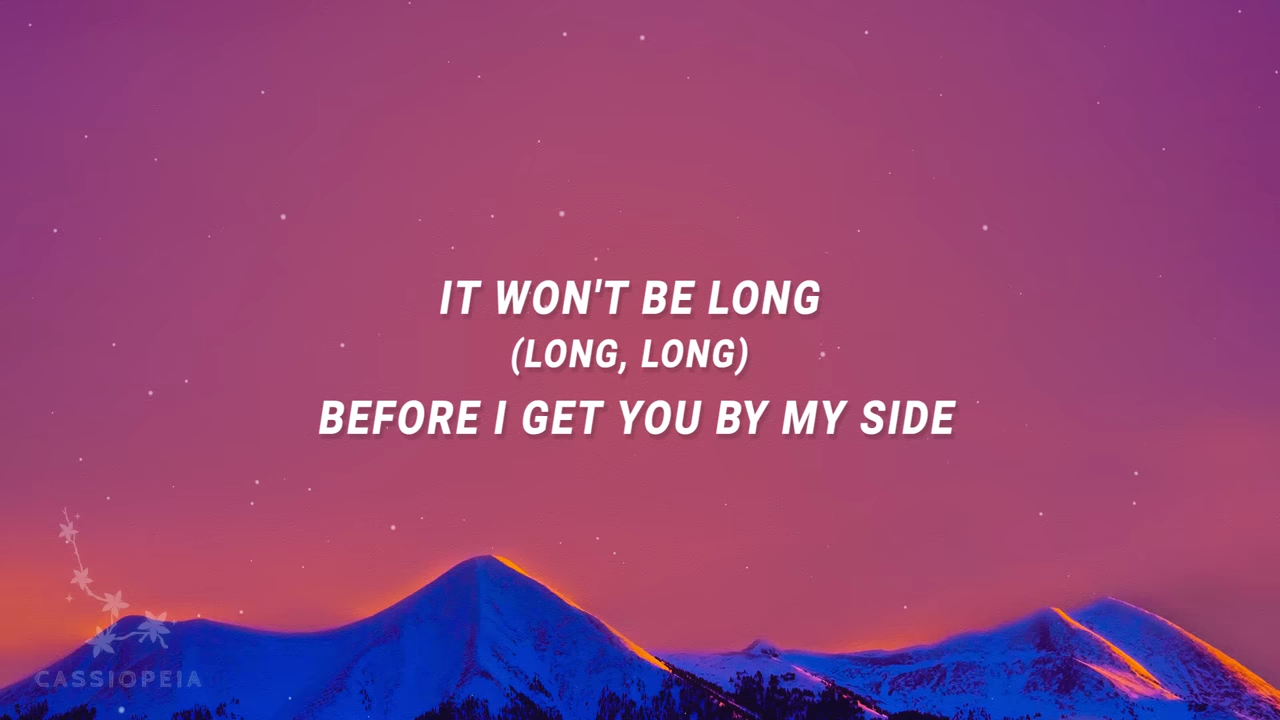 IT WON'T BE LONG
(LONG, LONG)
BEFORE I GET YOU BY MY SIDE
CASSIOPEIA